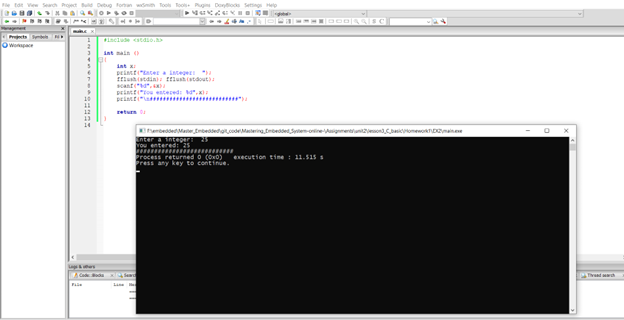 File Edit View Search Project Build Debug Fortran wxSmith Tools Tools+ Plugins DoxyBlocks Settings Help
<global>
Management
main.c ×
Projects Symbols
Workspace
1 #include <stdio.h>
2
3 int main ()
4 {
5 int x;
6 printf("Enter a integer:  ");
7 fflush(stdin); fflush(stdout);
8 scanf("%d",&x);
9 printf("You entered: %d",x);
10 printf("\n###########################");
11
12 return 0;
13 }
14
F:\embedded\Master_Embedded\git_code\Mastering_Embedded_System-online-\Assignments\unit2\lesson3_C_basic\Homework1\EX2\main.exe
Enter a integer:  25
You entered: 25
###########################
Process returned 0 (0x0)   execution time : 11.515 s
Press any key to continue.
Logs & others
Code::Blocks
Thread search
File Line